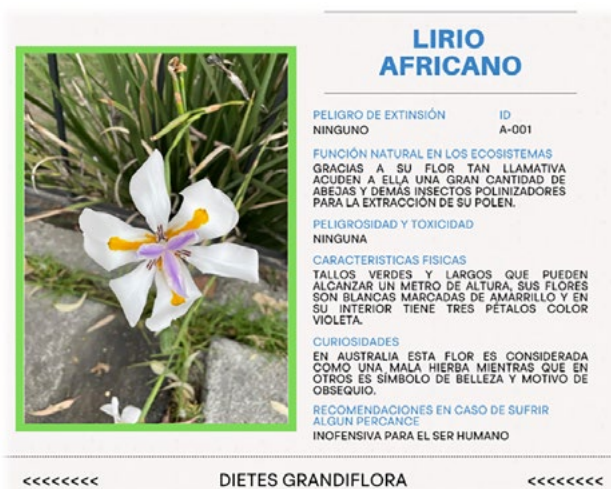 LIRIO
AFRICANO
PELIGRO DE EXTINSIÓN
ID
NINGUNO
A-001
FUNCIÓN NATURAL EN LOS ECOSISTEMAS
GRACIAS A SU FLOR TAN LLAMATIVA
ACUDEN A ELLA UNA GRAN CANTIDAD DE
ABEJAS Y DEMÁS INSECTOS POLINIZADORES
PARA LA EXTRACCIÓN DE SU POLEN.
PELIGROSIDAD Y TOXICIDAD
NINGUNA
CARACTERISTICAS FISICAS
TALLOS VERDES Y LARGOS QUE PUEDEN
ALCANZAR UN METRO DE ALTURA, SUS FLORES
SON BLANCAS MARCADAS DE AMARRILLO Y EN
SU INTERIOR TIENE TRES PÉTALOS COLOR
VIOLETA.
CURIOSIDADES
EN AUSTRALIA ESTA FLOR ES CONSIDERADA
COMO UNA MALA HIERBA MIENTRAS QUE EN
OTROS ES SÍMBOLO DE BELLEZA Y MOTIVO DE
OBSEQUIO.
RECOMENDACIONES EN CASO DE SUFRIR
ALGUN PERCANCE
INOFENSIVA PARA EL SER HUMANO
<<<<<<<< DIETES GRANDIFLORA <<<<<<<<